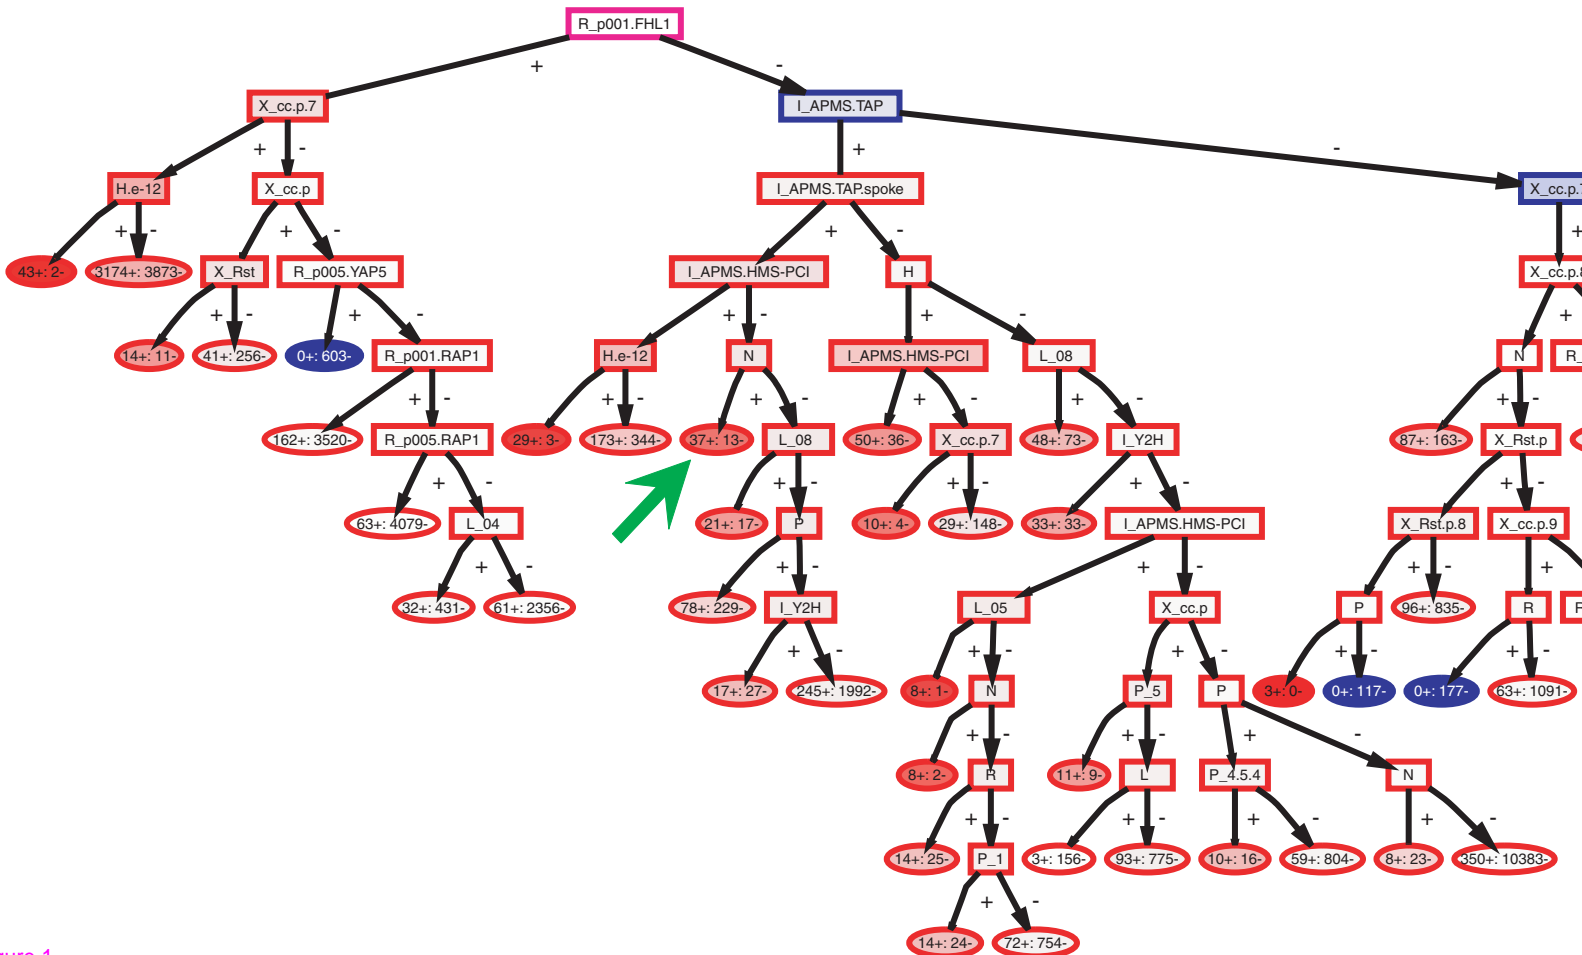 R_p001.FHL1
+ -
X_cc.p.7 I_APMS.TAP
+ - + -
H.e-12 X_cc.p I_APMS.TAP.spoke X_cc.p.7
+ - + - + - +
43+: 2- 3174+: 3873- X_Rst R_p005.YAP5 I_APMS.HMS-PCI H X_cc.p.8
+ - + - + - + - +
14+: 11- 41+: 256- 0+: 603- R_p001.RAP1 H.e-12 N I_APMS.HMS-PCI L_08 N R_
+ - + - + - + - + - + -
162+: 3520- R_p005.RAP1 29+: 3- 173+: 344- 37+: 13- L_08 50+: 36- X_cc.p.7 48+: 73- I_Y2H 87+: 163- X_Rst.p
+ - + - + - + - + -
63+: 4079- L_04 21+: 17- P 10+: 4- 29+: 148- 33+: 33- I_APMS.HMS-PCI X_Rst.p.8 X_cc.p.9
+ - + - + - + - +
32+: 431- 61+: 2356- 78+: 229- I_Y2H L_05 X_cc.p P 96+: 835- R
+ - + - + - + - + -
17+: 27- 245+: 1992- 8+: 1- N P_5 P 3+: 0- 0+: 117- 0+: 177- 63+: 1091-
+ - + - + -
8+: 2- R 11+: 9- L P_4.5.4 N
+ - + - + - + -
14+: 25- P_1 3+: 156- 93+: 775- 10+: 16- 59+: 804- 8+: 23- 350+: 10383-
+ -
14+: 24- 72+: 754-